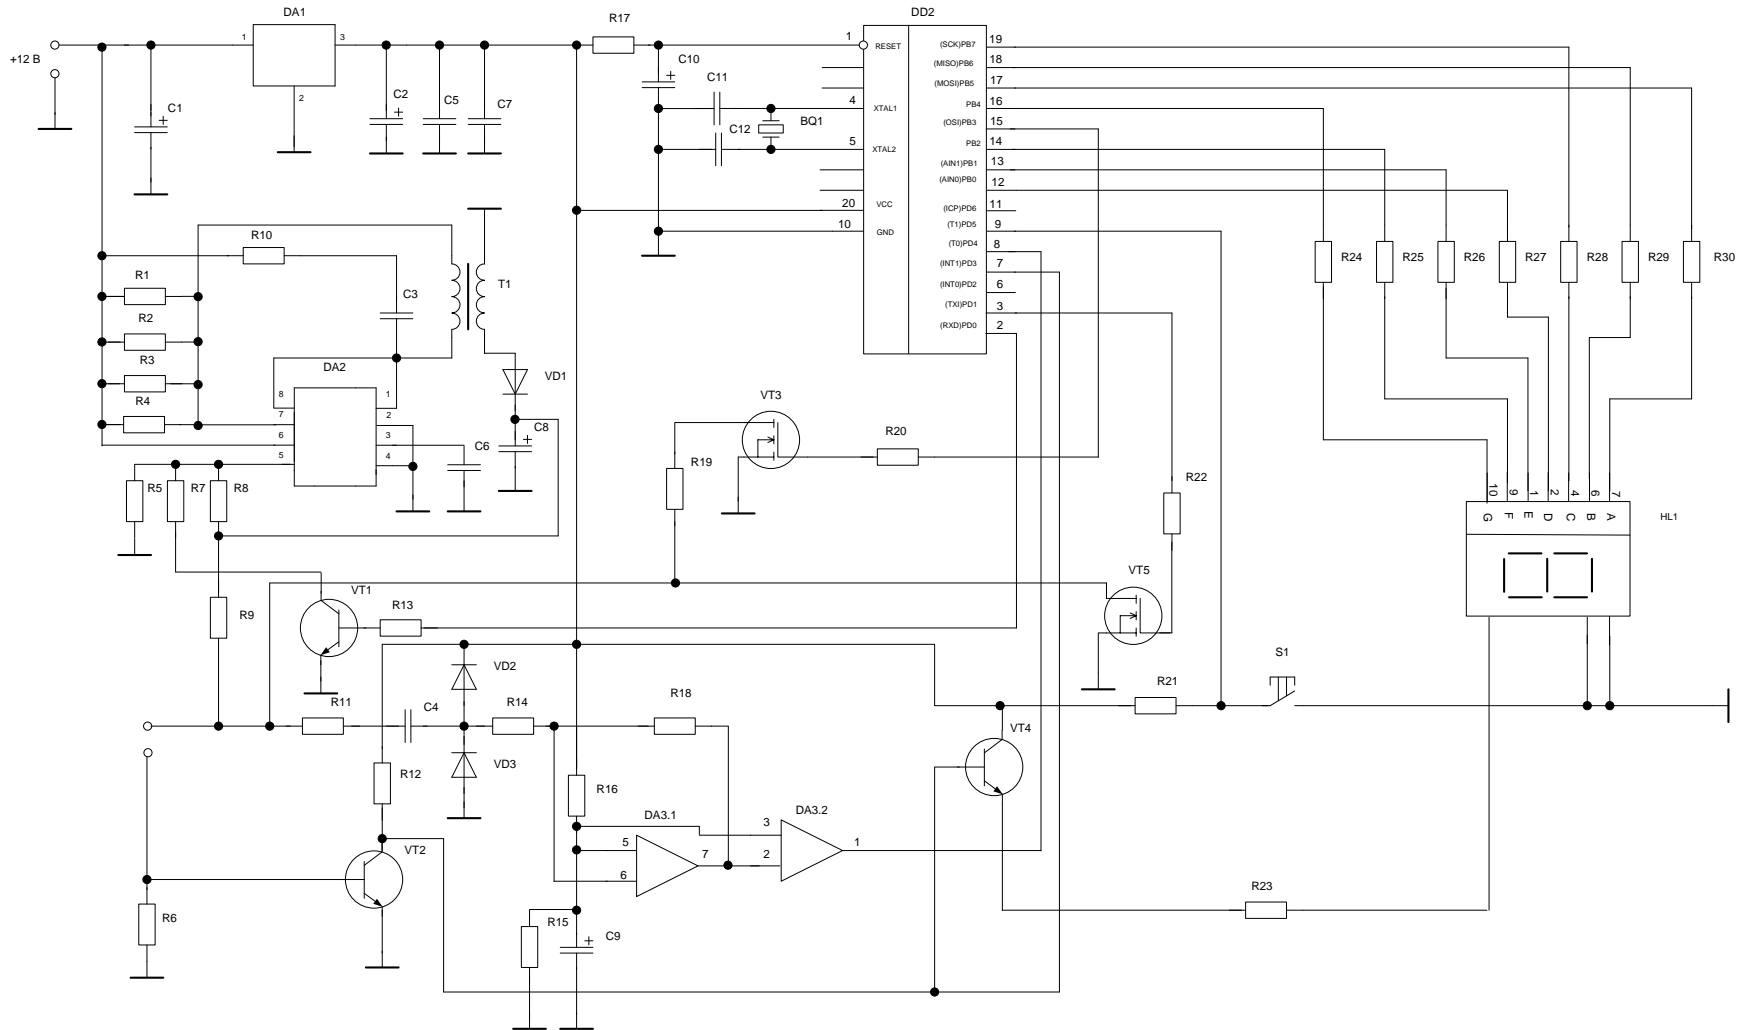 DA1
R17
DD2
+12 В
1
3
2
C1
C2
C5
C7
C10
C11
C12
BQ1
1
RESET
4
XTAL1
5
XTAL2
20
VCC
10
GND
(SCK)PB7
19
(MISO)PB6
18
(MOSI)PB5
17
PB4
16
(OSI)PB3
15
PB2
14
(AIN1)PB1
13
(AIN0)PB0
12
(ICP)PD6
11
(T1)PD5
9
(T0)PD4
8
(INT1)PD3
7
(INT0)PD2
6
(TXI)PD1
3
(RXD)PD0
2
R10
R1
R2
R3
R4
C3
T1
DA2
8
7
6
5
1
2
3
4
VD1
C8
C6
R5
R7
R8
R9
VT1
R13
VT3
R19
R20
R22
VT5
R24
R25
R26
R27
R28
R29
R30
10
9
1
2
4
6
7
G
F
E
D
C
B
A
HL1
S1
R21
VT4
R23
R11
C4
VD2
VD3
R14
R18
R12
R16
VT2
R6
DA3.1
5
6
7
DA3.2
3
2
1
R15
C9